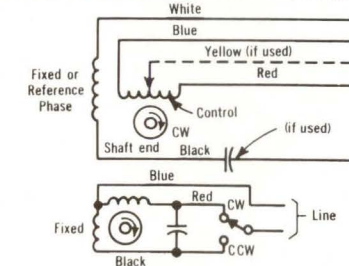 White
Blue
Yellow (if used)
Red
Fixed or
Reference
Phase
Control
CW
Shaft end
(if used)
Black
Blue
Red
CW
Line
Fixed
CCW
Black